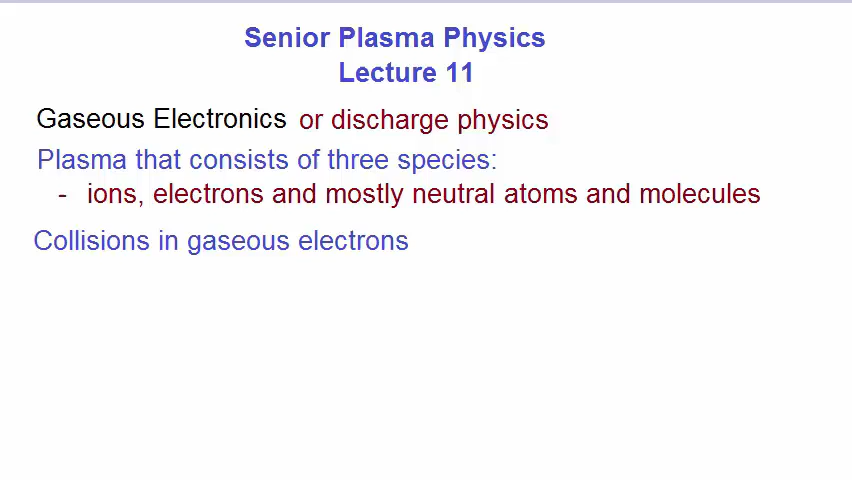 Senior Plasma Physics
Lecture 11
Gaseous Electronics or discharge physics
Plasma that consists of three species:
- ions, electrons and mostly neutral atoms and molecules
Collisions in gaseous electrons